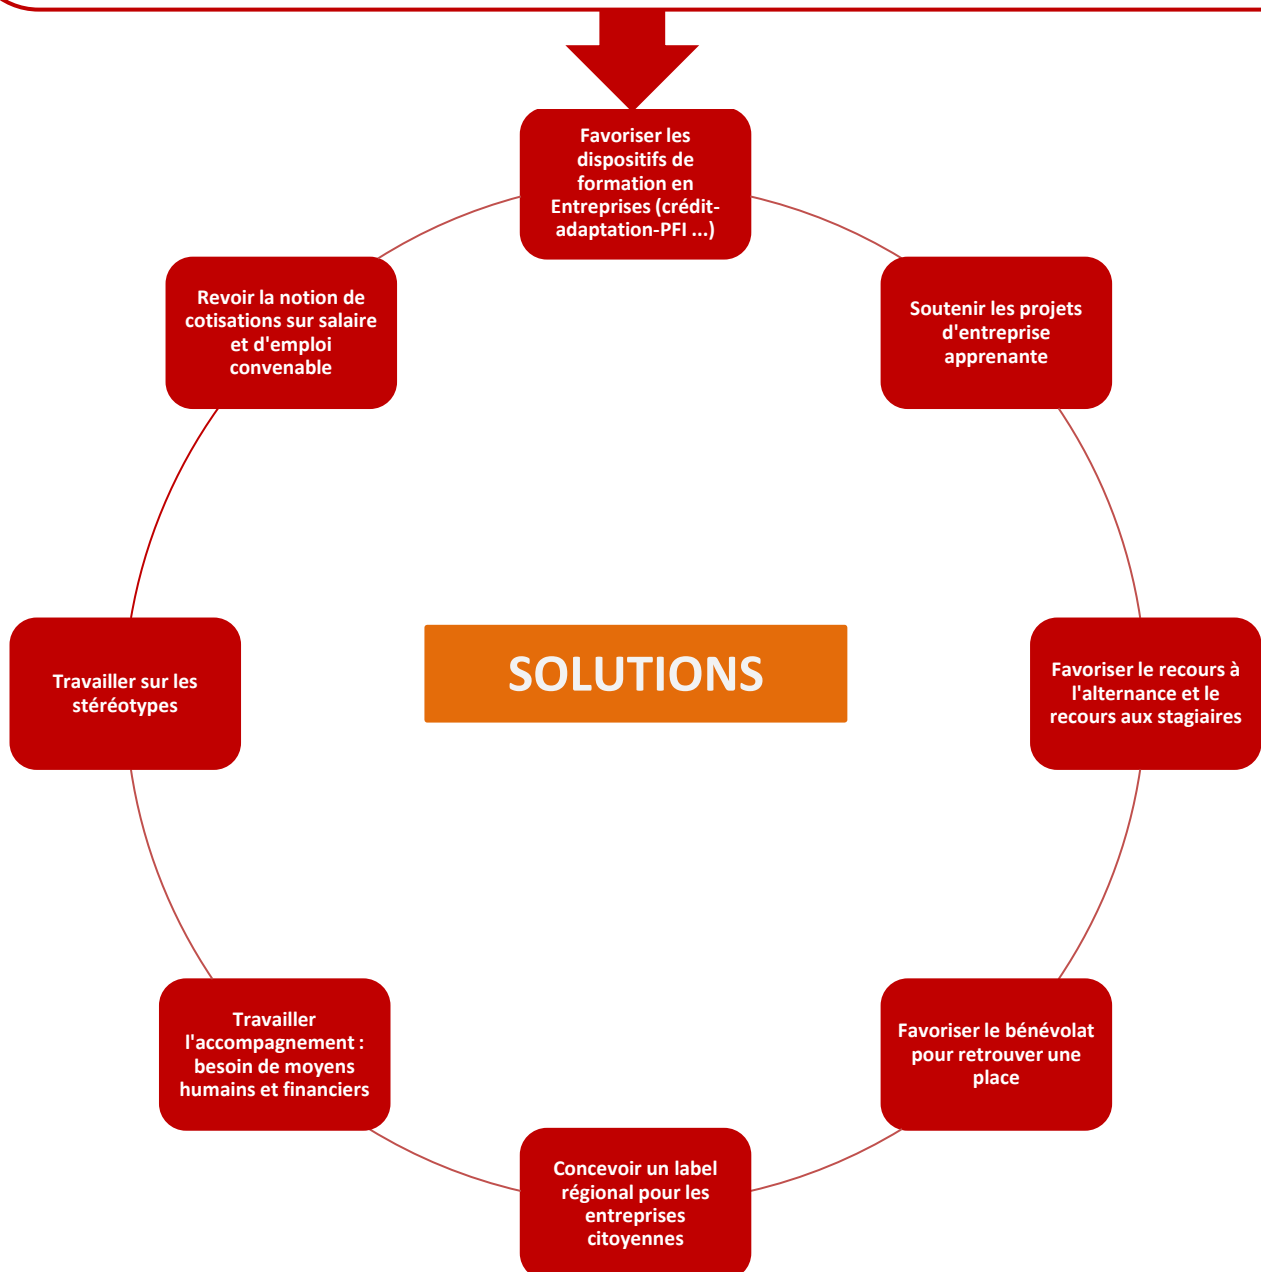 Favoriser les
dispositifs de
formation en
Entreprises (crédit-
adaptation-PFI ...)
Soutenir les projets
d'entreprise
apprenante
Favoriser le recours à
l'alternance et le
recours aux stagiaires
Favoriser le bénévolat
pour retrouver une
place
Concevoir un label
régional pour les
entreprises
citoyennes
Travailler
l'accompagnement :
besoin de moyens
humains et financiers
Travailler sur les
stéréotypes
Revoir la notion de
cotisations sur salaire
et d'emploi
convenable
SOLUTIONS